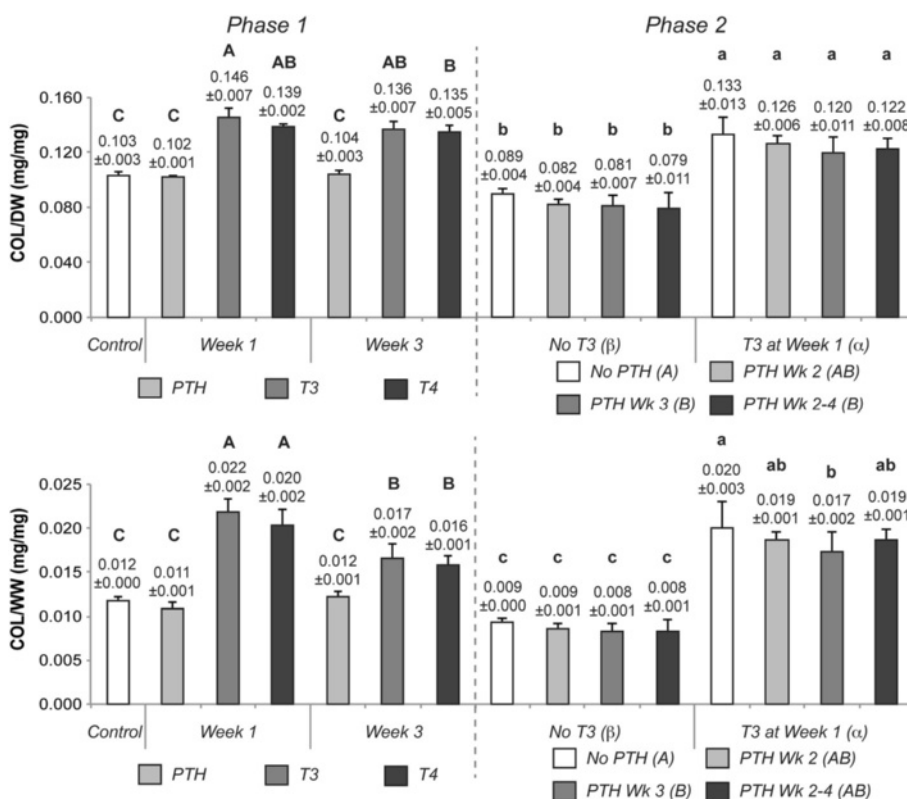 Phase 1
Phase 2
COL/DW (mg/mg)
0.160
0.120
0.080
0.040
0.000
C
0.103
±0.003
C
0.102
±0.001
A
0.146
±0.007
AB
0.139
±0.002
C
0.104
±0.003
AB
0.136
±0.007
B
0.135
±0.005
b
0.089
±0.004
b
0.082
±0.004
b
0.081
±0.007
b
0.079
±0.011
a
0.133
±0.013
a
0.126
±0.006
a
0.120
±0.011
a
0.122
±0.008
Control
Week 1
Week 3
No T3 (β)
T3 at Week 1 (α)
PTH
T3
T4
No PTH (A)
PTH Wk 2 (AB)
PTH Wk 3 (B)
PTH Wk 2-4 (B)
COL/WW (mg/mg)
0.025
0.020
0.015
0.010
0.005
0.000
C
0.012
±0.000
C
0.011
±0.001
A
0.022
±0.002
A
0.020
±0.002
C
0.012
±0.001
B
0.017
±0.002
B
0.016
±0.001
c
0.009
±0.000
c
0.009
±0.001
c
0.008
±0.001
c
0.008
±0.001
a
0.020
±0.003
ab
0.019
±0.001
b
0.017
±0.002
ab
0.019
±0.001
Control
Week 1
Week 3
No T3 (β)
T3 at Week 1 (α)
PTH
T3
T4
No PTH (A)
PTH Wk 2 (AB)
PTH Wk 3 (B)
PTH Wk 2-4 (AB)